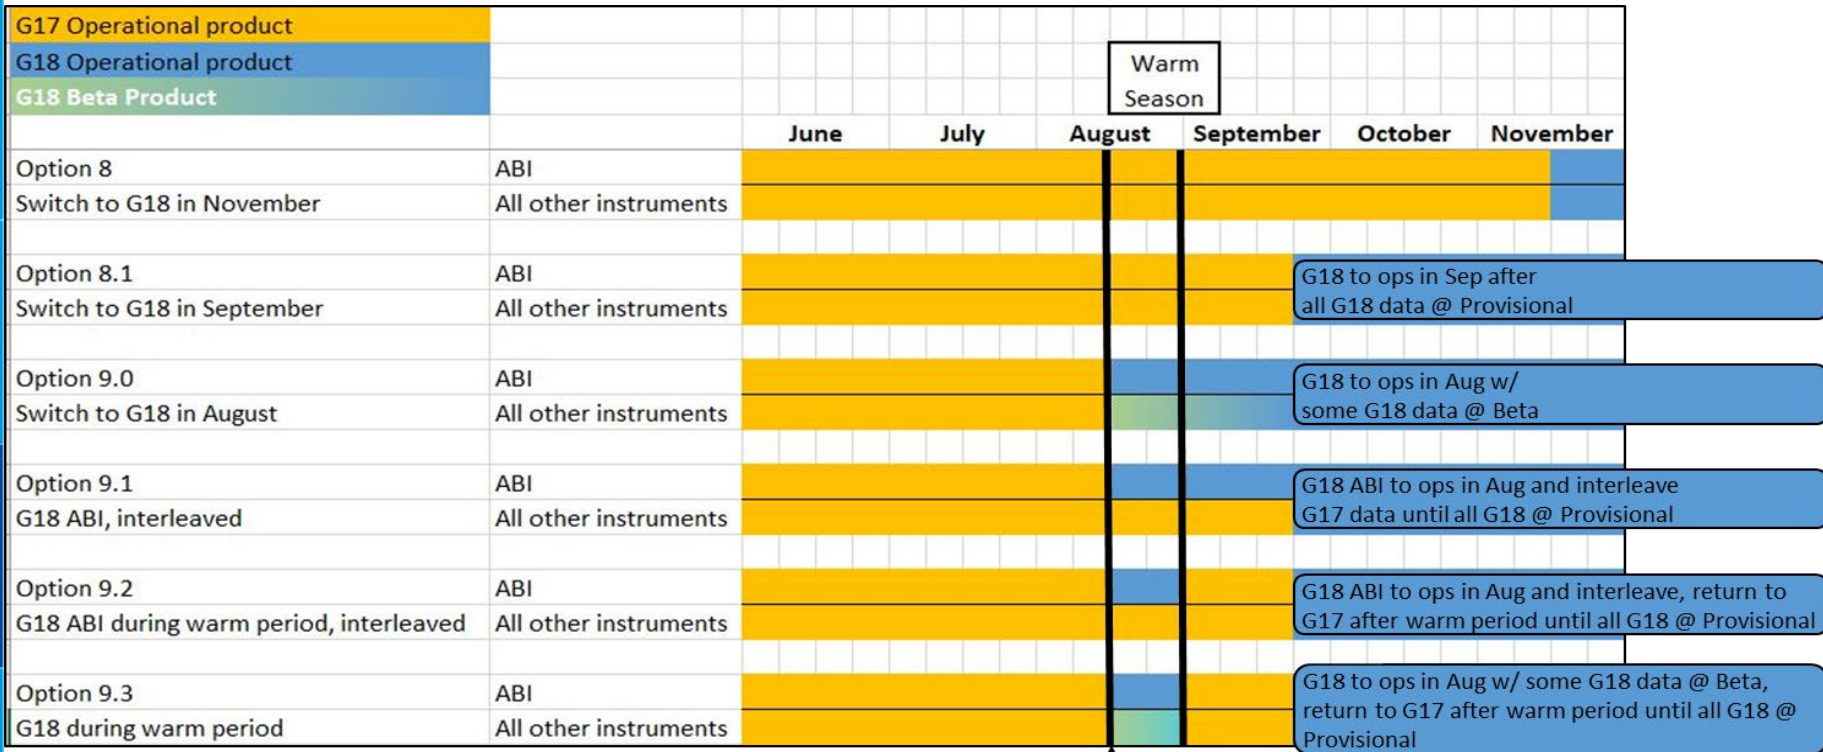 G17 Operational product
G18 Operational product
G18 Beta Product
Warm
Season
June July August September October November
Option 8 ABI
Switch to G18 in November All other instruments
Option 8.1 ABI
Switch to G18 in September All other instruments
G18 to ops in Sep after
all G18 data @ Provisional
Option 9.0 ABI
Switch to G18 in August All other instruments
G18 to ops in Aug w/
some G18 data @ Beta
Option 9.1 ABI
G18 ABI, interleaved All other instruments
G18 ABI to ops in Aug and interleave
G17 data until all G18 @ Provisional
Option 9.2 ABI
G18 ABI during warm period, interleaved All other instruments
G18 ABI to ops in Aug and interleave, return to
G17 after warm period until all G18 @ Provisional
Option 9.3 ABI
G18 during warm period All other instruments
G18 to ops in Aug w/ some G18 data @ Beta,
return to G17 after warm period until all G18 @
Provisional